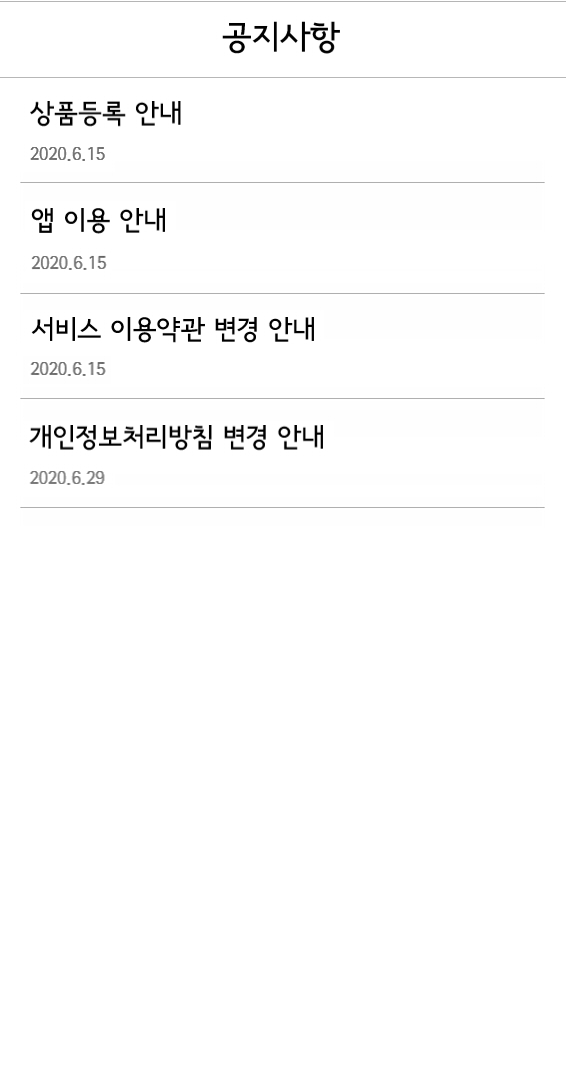 공지사항
상품등록 안내
2020.6.15
앱 이용 안내
2020.6.15
서비스 이용약관 변경 안내
2020.6.15
개인정보처리방침 변경 안내
2020.6.29